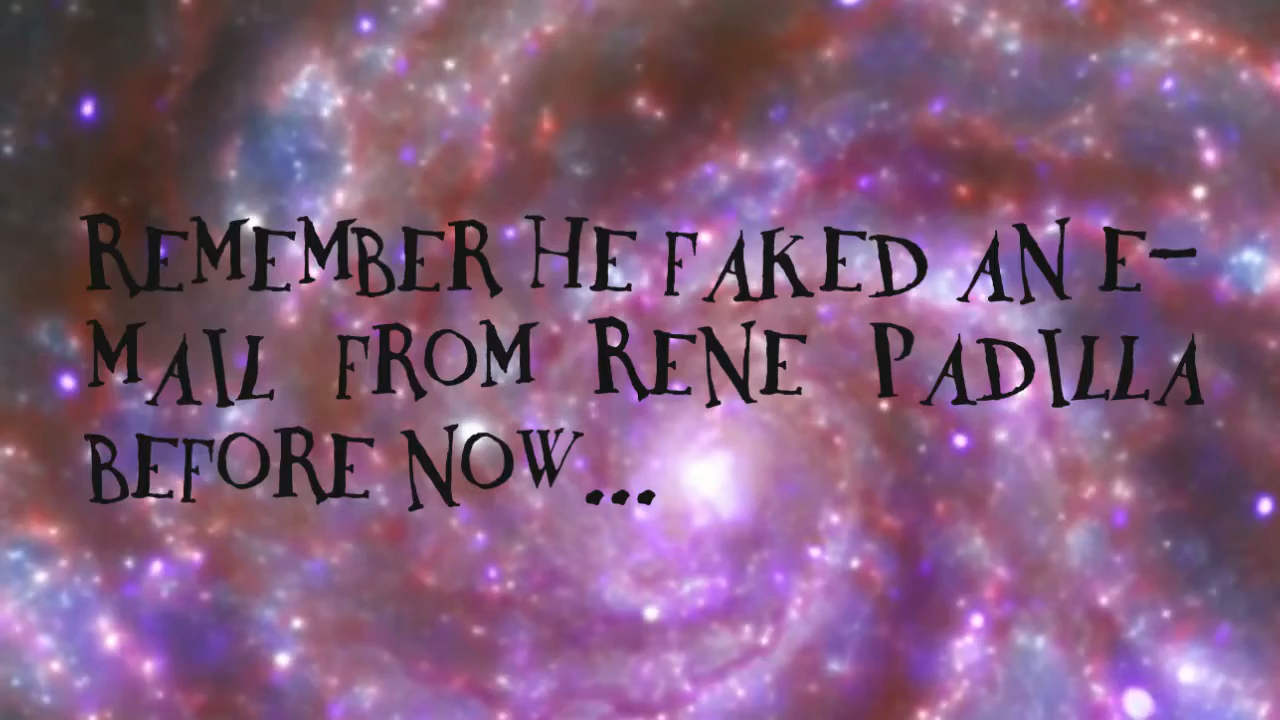 REMEMBER HE FAKED AN E-
MAIL FROM RENE PADILLA
BEFORE NOW...